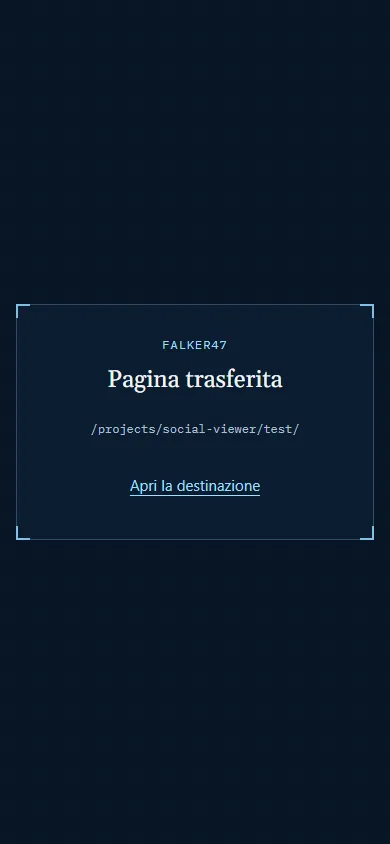 FALKER47
Pagina trasferita
/projects/social-viewer/test/
Apri la destinazione